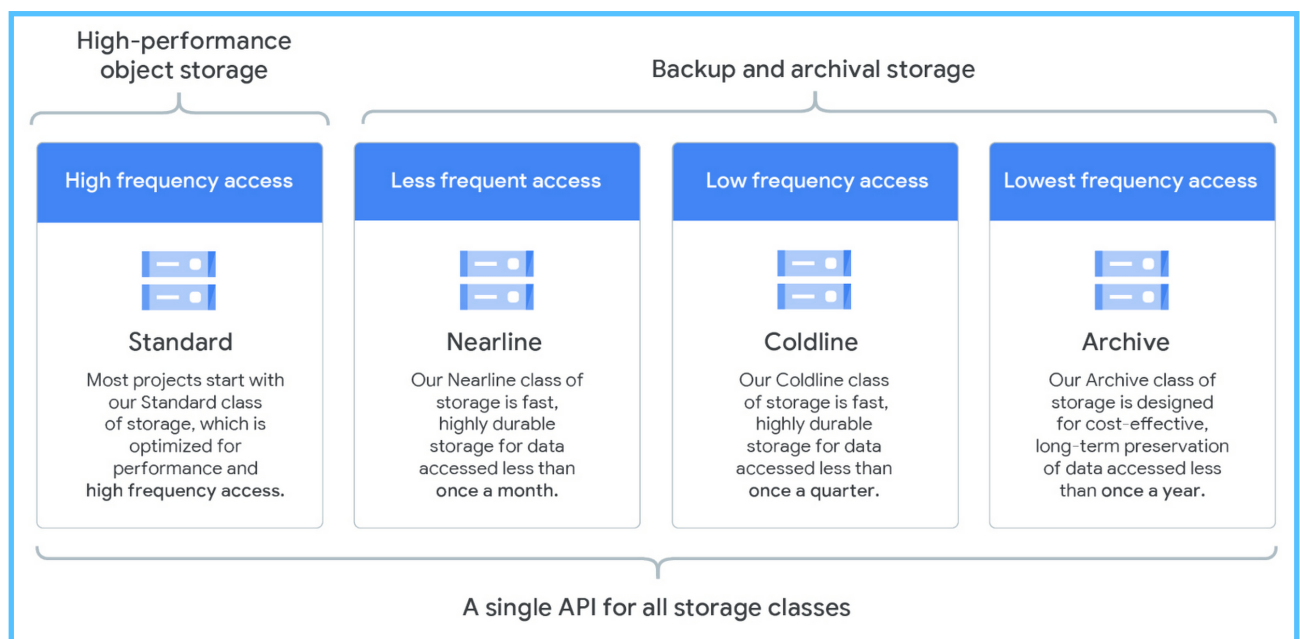 High-performance
object storage
Backup and archival storage
High frequency access
Standard
Most projects start with
our Standard class
of storage, which is
optimized for
performance and
high frequency access.
Less frequent access
Nearline
Our Nearline class of
storage is fast,
highly durable
storage for data
accessed less than
once a month.
Low frequency access
Coldline
Our Coldline class
of storage is fast,
highly durable
storage for data
accessed less than
once a quarter.
Lowest frequency access
Archive
Our Archive class of
storage is designed
for cost-effective,
long-term preservation
of data accessed less
than once a year.
A single API for all storage classes